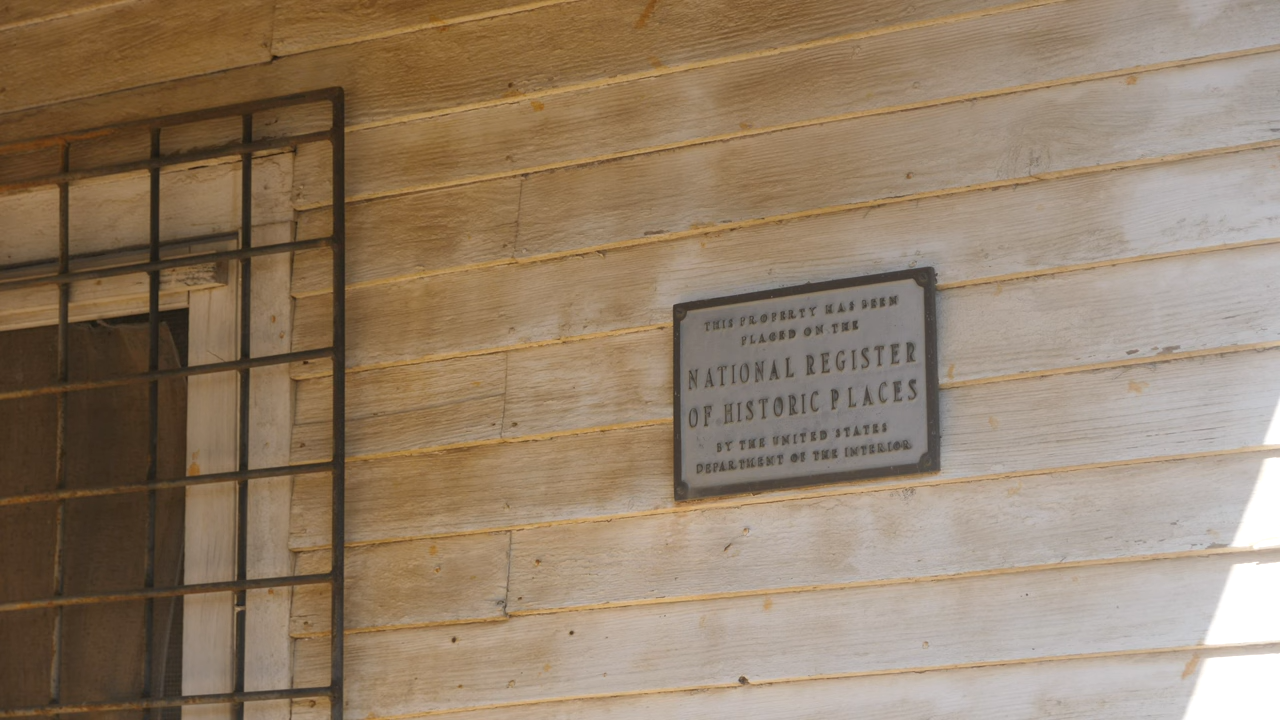 THIS PROPERTY HAS BEEN
PLACED ON THE
NATIONAL REGISTER
OF HISTORIC PLACES
BY THE UNITED STATES
DEPARTMENT OF THE INTERIOR